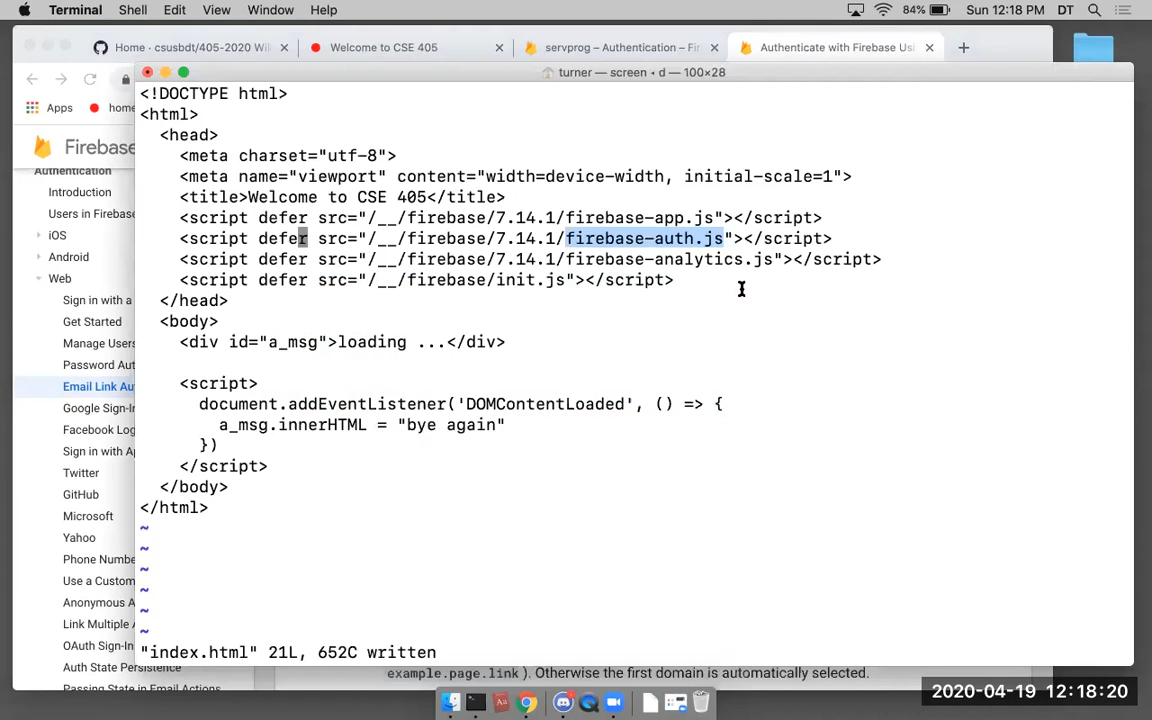 Terminal Shell Edit View Window Help 84% Sun 12:18 PM DT
Home · csusbdt/405-2020 Wi
Welcome to CSE 405
servprog – Authentication – Fir
Authenticate with Firebase Usi
turner — screen ◂ d — 100×28
Apps
home
Firebase
Authentication
Introduction
Users in Firebase
iOS
Android
Web
Sign in with a
Get Started
Manage Users
Password Aut
Email Link Au
Google Sign-I
Facebook Log
Sign in with Ap
Twitter
GitHub
Microsoft
Yahoo
Phone Numbe
Use a Custom
Anonymous A
Link Multiple A
OAuth Sign-In
Auth State Persistence
Passing State in Email Actions
<!DOCTYPE html>
<html>
  <head>
    <meta charset="utf-8">
    <meta name="viewport" content="width=device-width, initial-scale=1">
    <title>Welcome to CSE 405</title>
    <script defer src="/__/firebase/7.14.1/firebase-app.js"></script>
    <script defer src="/__/firebase/7.14.1/firebase-auth.js"></script>
    <script defer src="/__/firebase/7.14.1/firebase-analytics.js"></script>
    <script defer src="/__/firebase/init.js"></script>
  </head>
  <body>
    <div id="a_msg">loading ...</div>
    <script>
      document.addEventListener('DOMContentLoaded', () => {
        a_msg.innerHTML = "bye again"
      })
    </script>
  </body>
</html>
~
~
~
~
~
~
"index.html" 21L, 652C written
example.page.link ). Otherwise the first domain is automatically selected.
2020-04-19 12:18:20